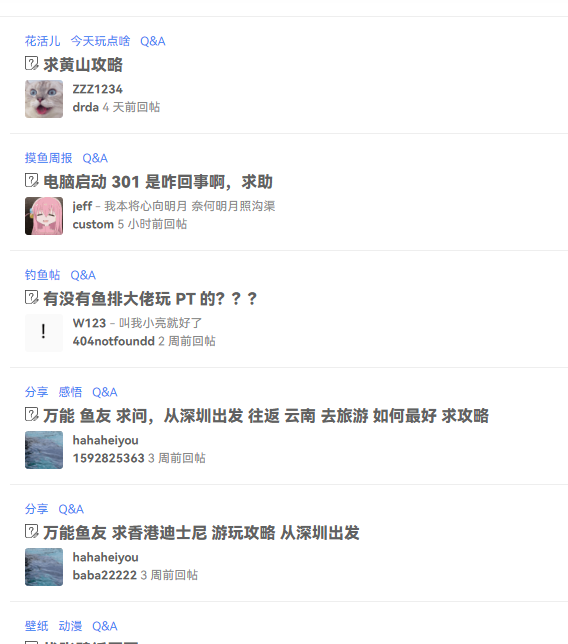 花活儿 今天玩点啥 Q&A
求黄山攻略
ZZZ1234
drda 4 天前回帖
摸鱼周报 Q&A
电脑启动 301 是咋回事啊，求助
jeff - 我本将心向明月 奈何明月照沟渠
custom 5 小时前回帖
钓鱼帖 Q&A
有没有鱼排大佬玩 PT 的？？？
!
W123 - 叫我小亮就好了
404notfoundd 2 周前回帖
分享 感悟 Q&A
万能 鱼友 求问，从深圳出发 往返 云南 去旅游 如何最好 求攻略
hahaheiyou
1592825363 3 周前回帖
分享 Q&A
万能鱼友 求香港迪士尼 游玩攻略 从深圳出发
hahaheiyou
baba22222 3 周前回帖
壁纸 动漫 Q&A